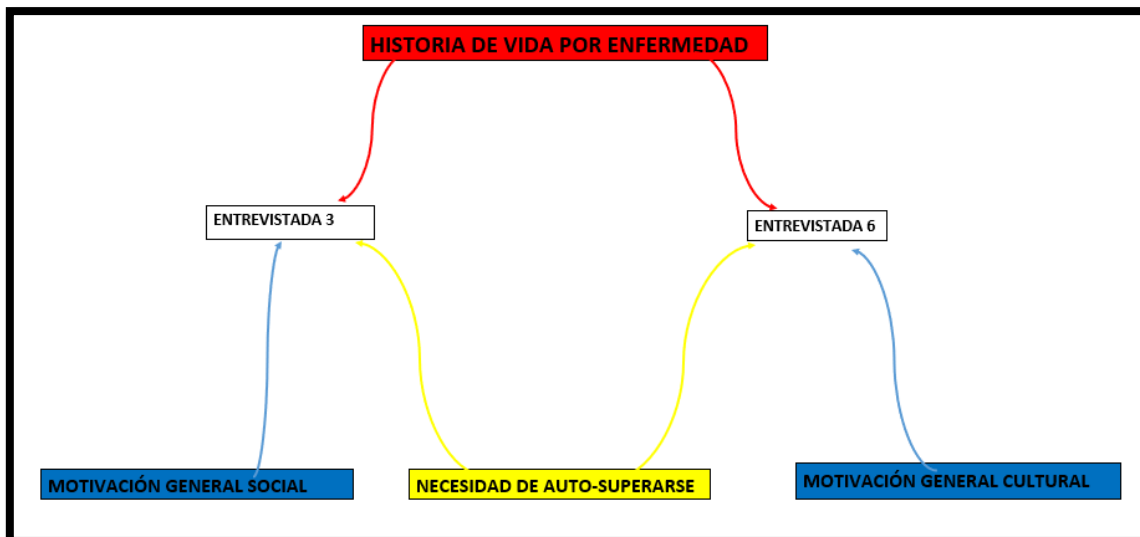 HISTORIA DE VIDA POR ENFERMEDAD
ENTREVISTADA 3
ENTREVISTADA 6
MOTIVACIÓN GENERAL SOCIAL
NECESIDAD DE AUTO-SUPERARSE
MOTIVACIÓN GENERAL CULTURAL